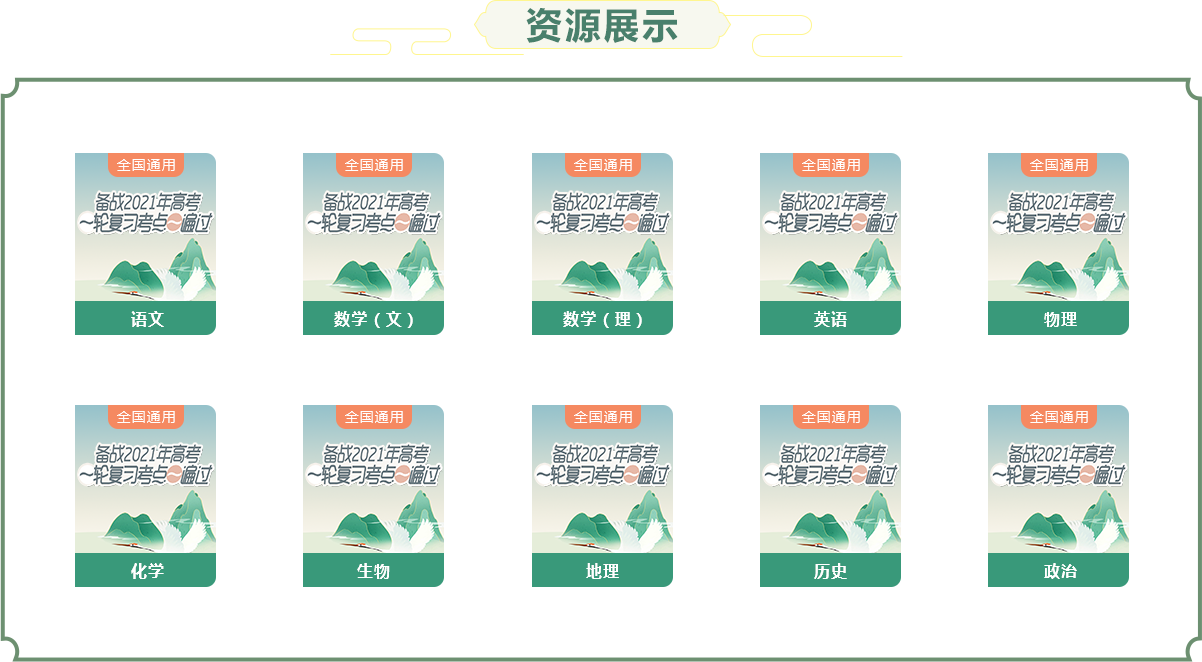 资源展示
全国通用
备战2021年高考
一轮复习考点一遍过
语文
全国通用
备战2021年高考
一轮复习考点一遍过
数学（文）
全国通用
备战2021年高考
一轮复习考点一遍过
数学（理）
全国通用
备战2021年高考
一轮复习考点一遍过
英语
全国通用
备战2021年高考
一轮复习考点一遍过
物理
全国通用
备战2021年高考
一轮复习考点一遍过
化学
全国通用
备战2021年高考
一轮复习考点一遍过
生物
全国通用
备战2021年高考
一轮复习考点一遍过
地理
全国通用
备战2021年高考
一轮复习考点一遍过
历史
全国通用
备战2021年高考
一轮复习考点一遍过
政治